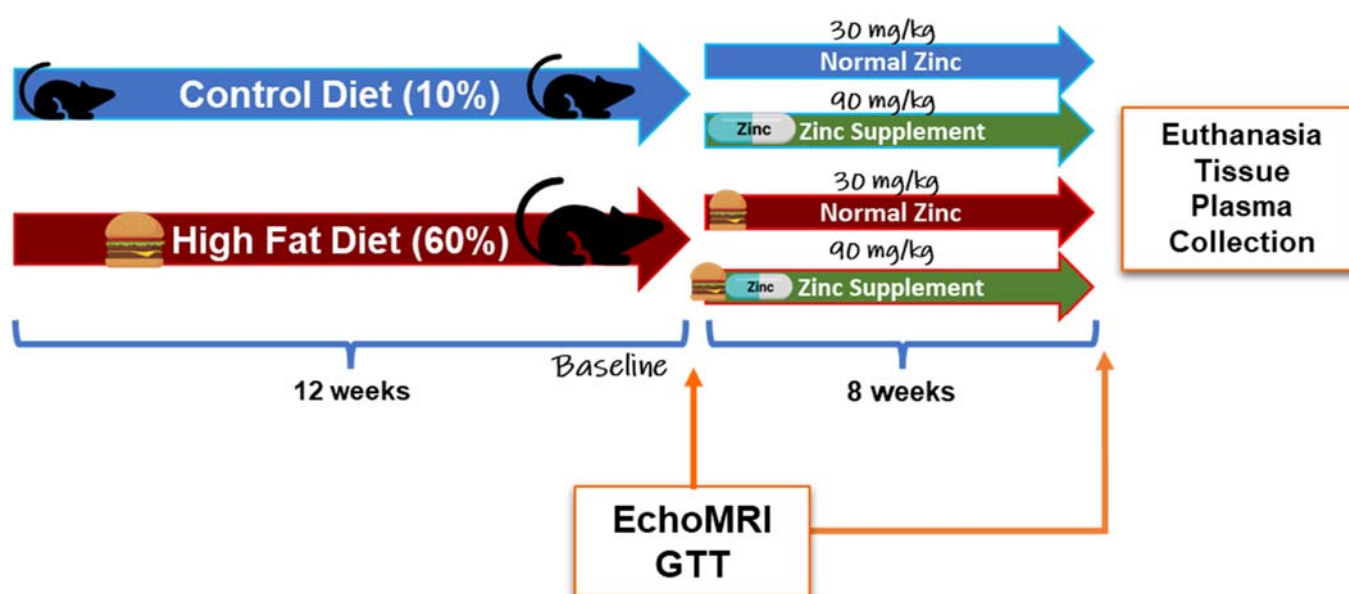 30 mg/kg
Normal Zinc
Control Diet (10%)
90 mg/kg
Zinc
Zinc Supplement
30 mg/kg
Normal Zinc
High Fat Diet (60%)
90 mg/kg
Zinc
Zinc Supplement
Euthanasia
Tissue
Plasma
Collection
Baseline
12 weeks
8 weeks
EchoMRI
GTT